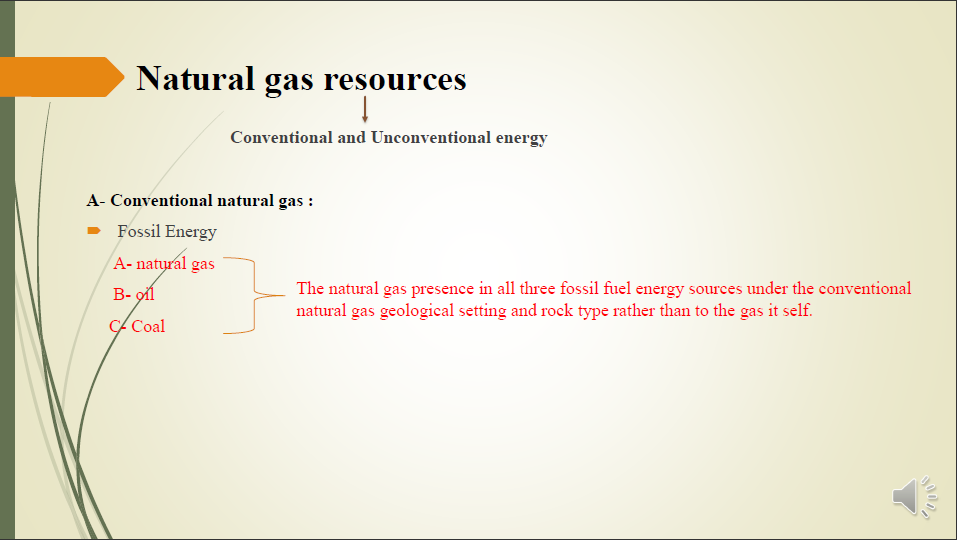 Natural gas resources
Conventional and Unconventional energy
A- Conventional natural gas :
Fossil Energy
A- natural gas
B- oil
C- Coal
The natural gas presence in all three fossil fuel energy sources under the conventional
natural gas geological setting and rock type rather than to the gas it self.